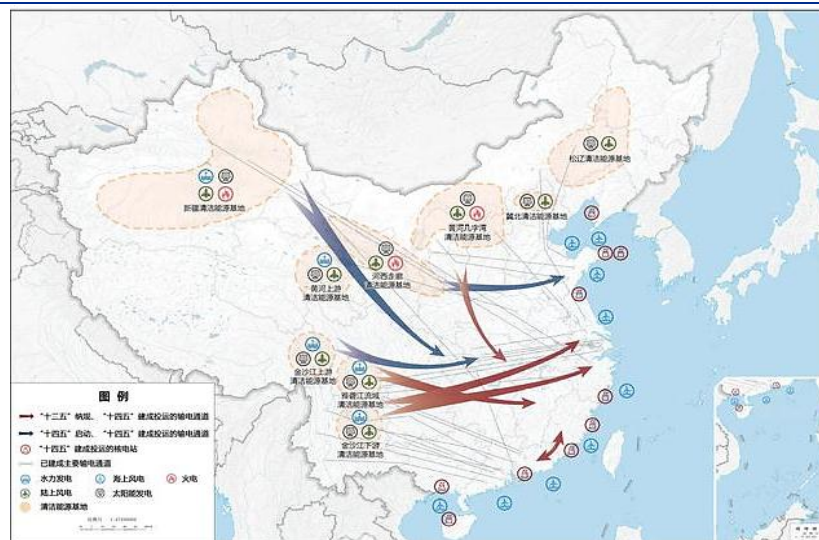 松辽清洁能源基地
冀北清洁能源基地
黄河几字湾
清洁能源基地
新疆清洁能源基地
河西走廊
清洁能源基地
黄河上游
清洁能源基地
金沙江上游
清洁能源基地
雅砻江流域
清洁能源基地
金沙江下游
清洁能源基地
图 例
“十四五”建成投运的输电通道
“十四五”启动、“十四五”建成投运的输电通道
“十四五”建成投运的核电站
已建成主要输电通道
水力发电
海上风电
火电
陆上风电
太阳能发电
清洁能源基地